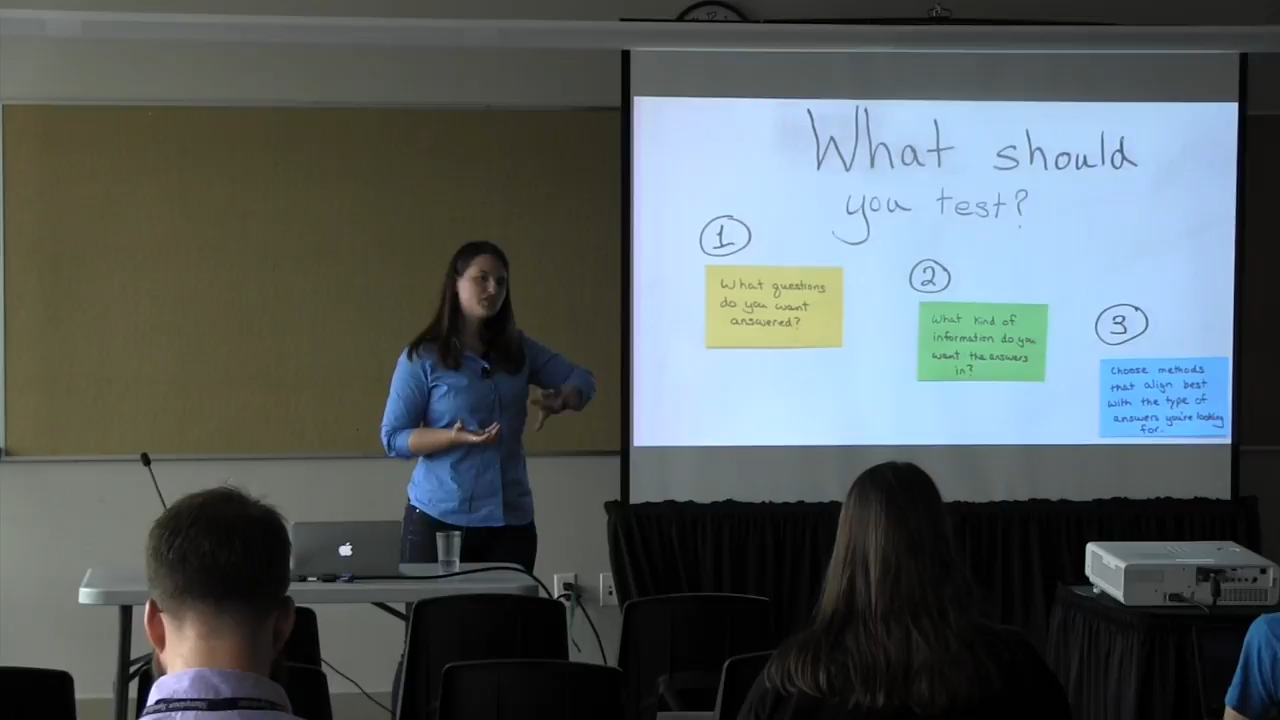 What should
you test?
1
What questions
do you want
answered?
2
What kind of
information do you
want the answers
in?
3
Choose methods
that align best
with the type of
answers you're looking
for.